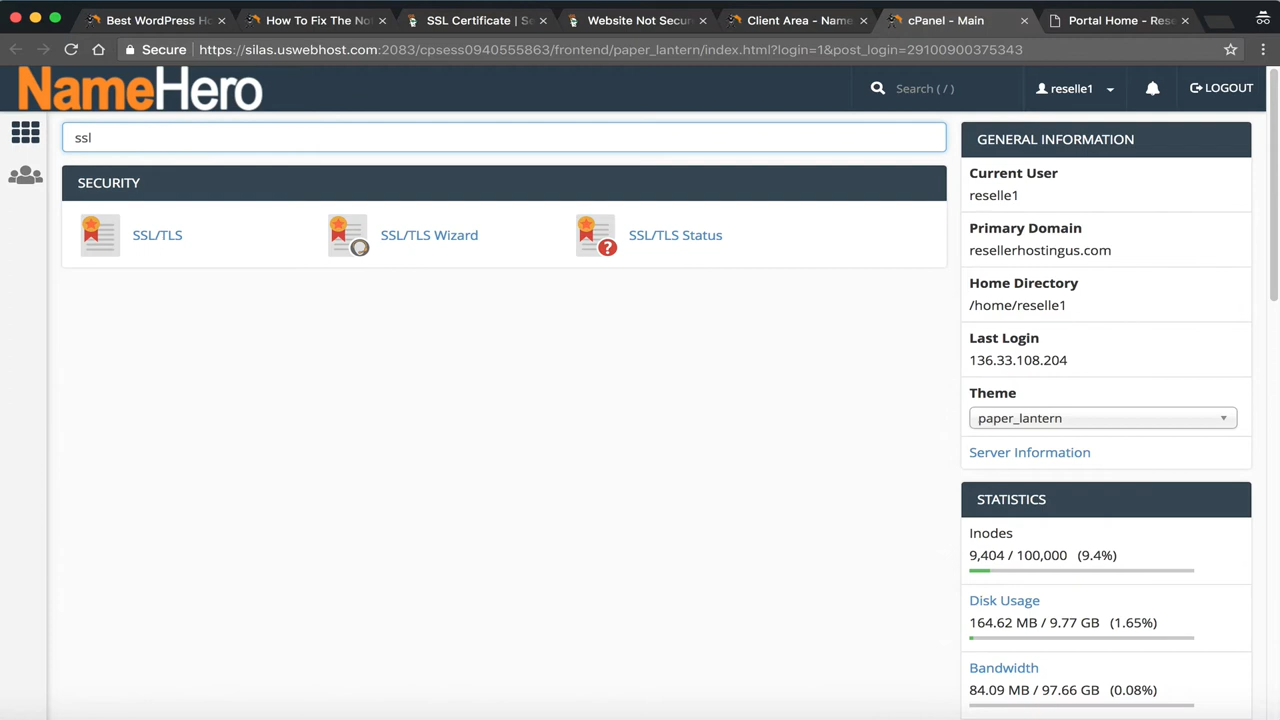 Best WordPress Ho
How To Fix The No
SSL Certificate | Se
Website Not Secur
Client Area - Name
cPanel - Main
Portal Home - Rese
Secure
https://silas.uswebhost.com:2083/cpsess0940555863/frontend/paper_lantern/index.html?login=1&post_login=29100900375343
NameHero
Search ( / )
reselle1
LOGOUT
ssl
SECURITY
SSL/TLS
SSL/TLS Wizard
SSL/TLS Status
GENERAL INFORMATION
Current User
reselle1
Primary Domain
resellerhostingus.com
Home Directory
/home/reselle1
Last Login
136.33.108.204
Theme
paper_lantern
Server Information
STATISTICS
Inodes
9,404 / 100,000 (9.4%)
Disk Usage
164.62 MB / 9.77 GB (1.65%)
Bandwidth
84.09 MB / 97.66 GB (0.08%)